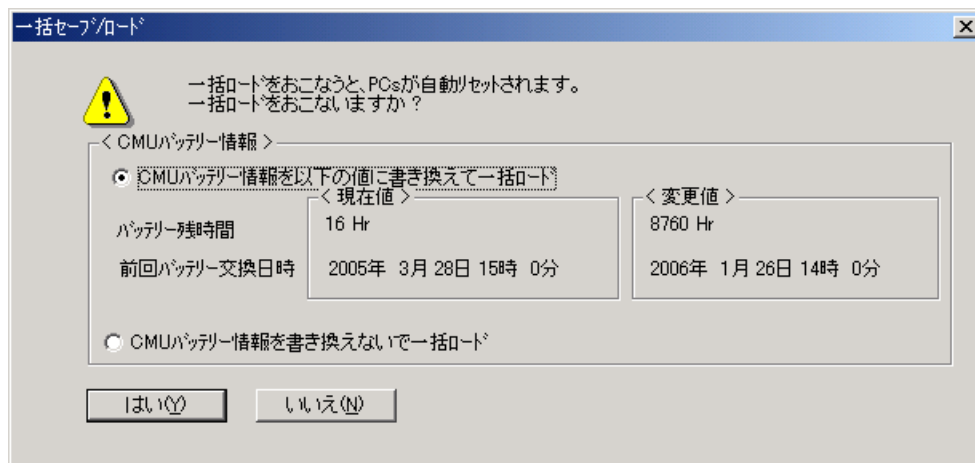 一括ｾｰﾌﾞ/ﾛｰﾄﾞ
一括ﾛｰﾄﾞをおこなうと、PCsが自動ﾘｾｯﾄされます。
一括ﾛｰﾄﾞをおこないますか？
＜ CMUﾊﾞｯﾃﾘｰ情報 ＞
CMUﾊﾞｯﾃﾘｰ情報を以下の値に書き換えて一括ﾛｰﾄﾞ
＜ 現在値 ＞ ＜ 変更値 ＞
ﾊﾞｯﾃﾘｰ残時間 16 Hr 8760 Hr
前回ﾊﾞｯﾃﾘｰ交換日時 2005年 3月 28日 15時 0分 2006年 1月 26日 14時 0分
CMUﾊﾞｯﾃﾘｰ情報を書き換えないで一括ﾛｰﾄﾞ
はい(Y) いいえ(N)